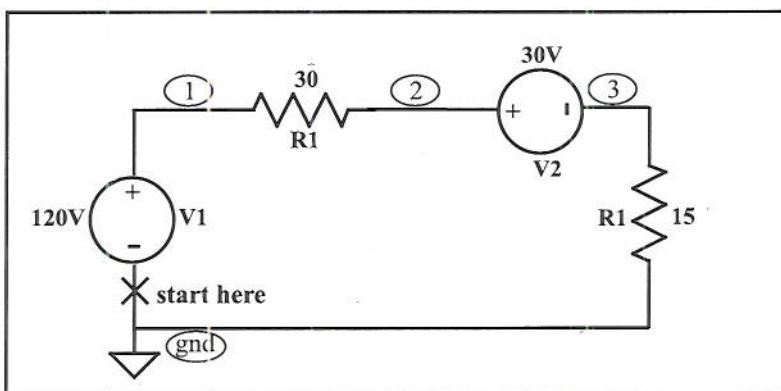 30V
1
30
2
3
+
-
R1
V2
+
120V
V1
R1
15
-
start here
gnd